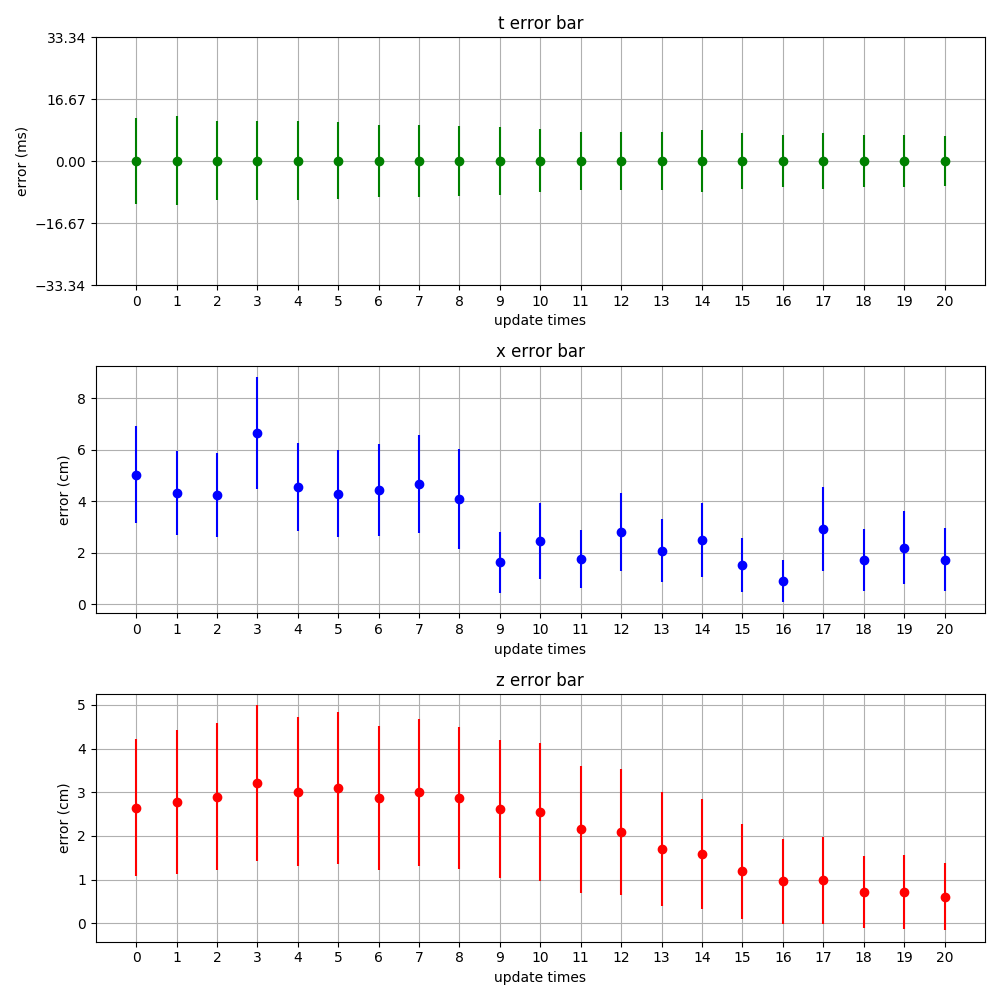 t error bar
33.34
16.67
0.00
−16.67
−33.34
error (ms)
0 1 2 3 4 5 6 7 8 9 10 11 12 13 14 15 16 17 18 19 20
update times
x error bar
8
6
4
2
0
error (cm)
0 1 2 3 4 5 6 7 8 9 10 11 12 13 14 15 16 17 18 19 20
update times
z error bar
5
4
3
2
1
0
error (cm)
0 1 2 3 4 5 6 7 8 9 10 11 12 13 14 15 16 17 18 19 20
update times